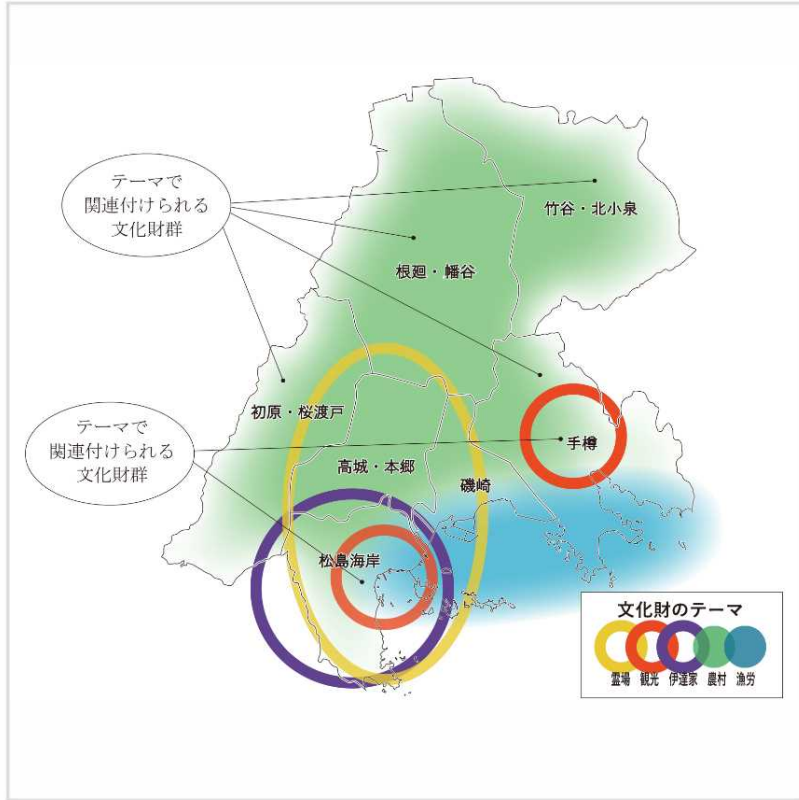 テーマで
関連付けられる
文化財群
竹谷・北小泉
根廻・幡谷
初原・桜渡戸
テーマで
関連付けられる
文化財群
手樽
高城・本郷
磯崎
松島海岸
文化財のテーマ
霊場 観光 伊達家 農村 漁労